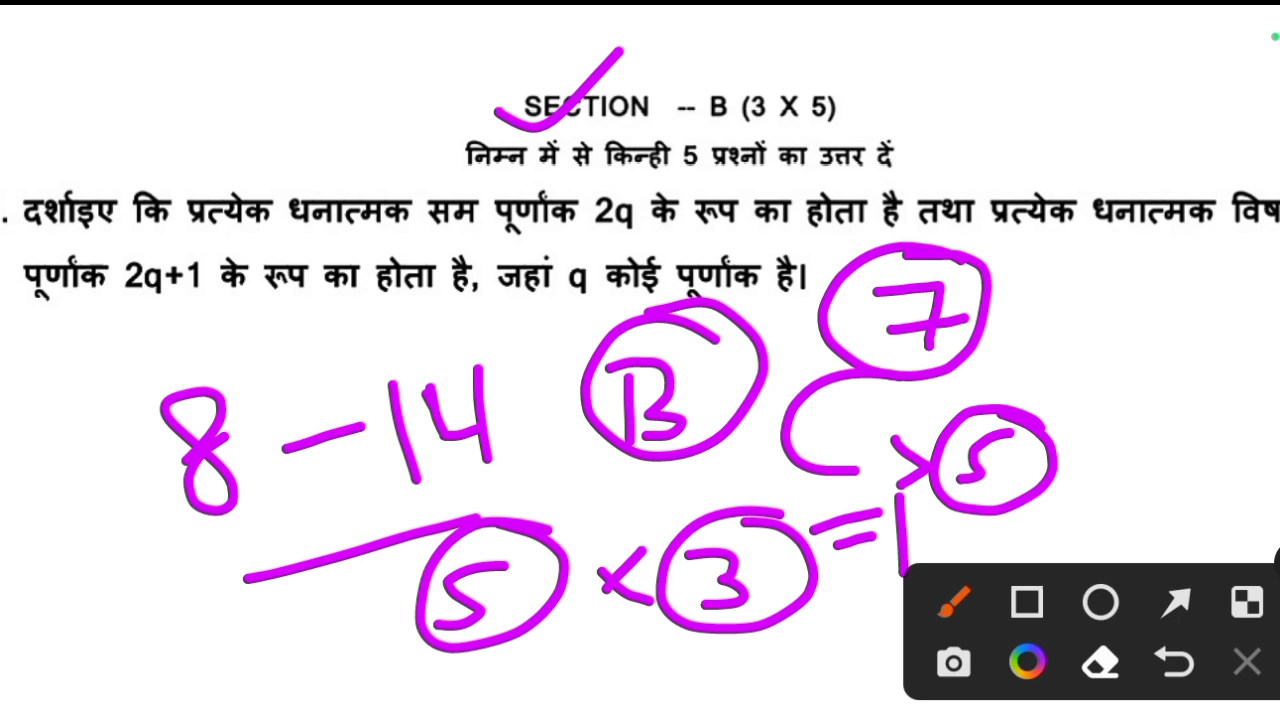 SECTION -- B (3 X 5)
निम्न में से किन्ही 5 प्रश्नों का उत्तर दें
. दर्शाइए कि प्रत्येक धनात्मक सम पूर्णांक 2q के रूप का होता है तथा प्रत्येक धनात्मक विष
पूर्णांक 2q+1 के रूप का होता है, जहां q कोई पूर्णांक है।
7
8 - 14 B
> 5
5 × 3 = 1